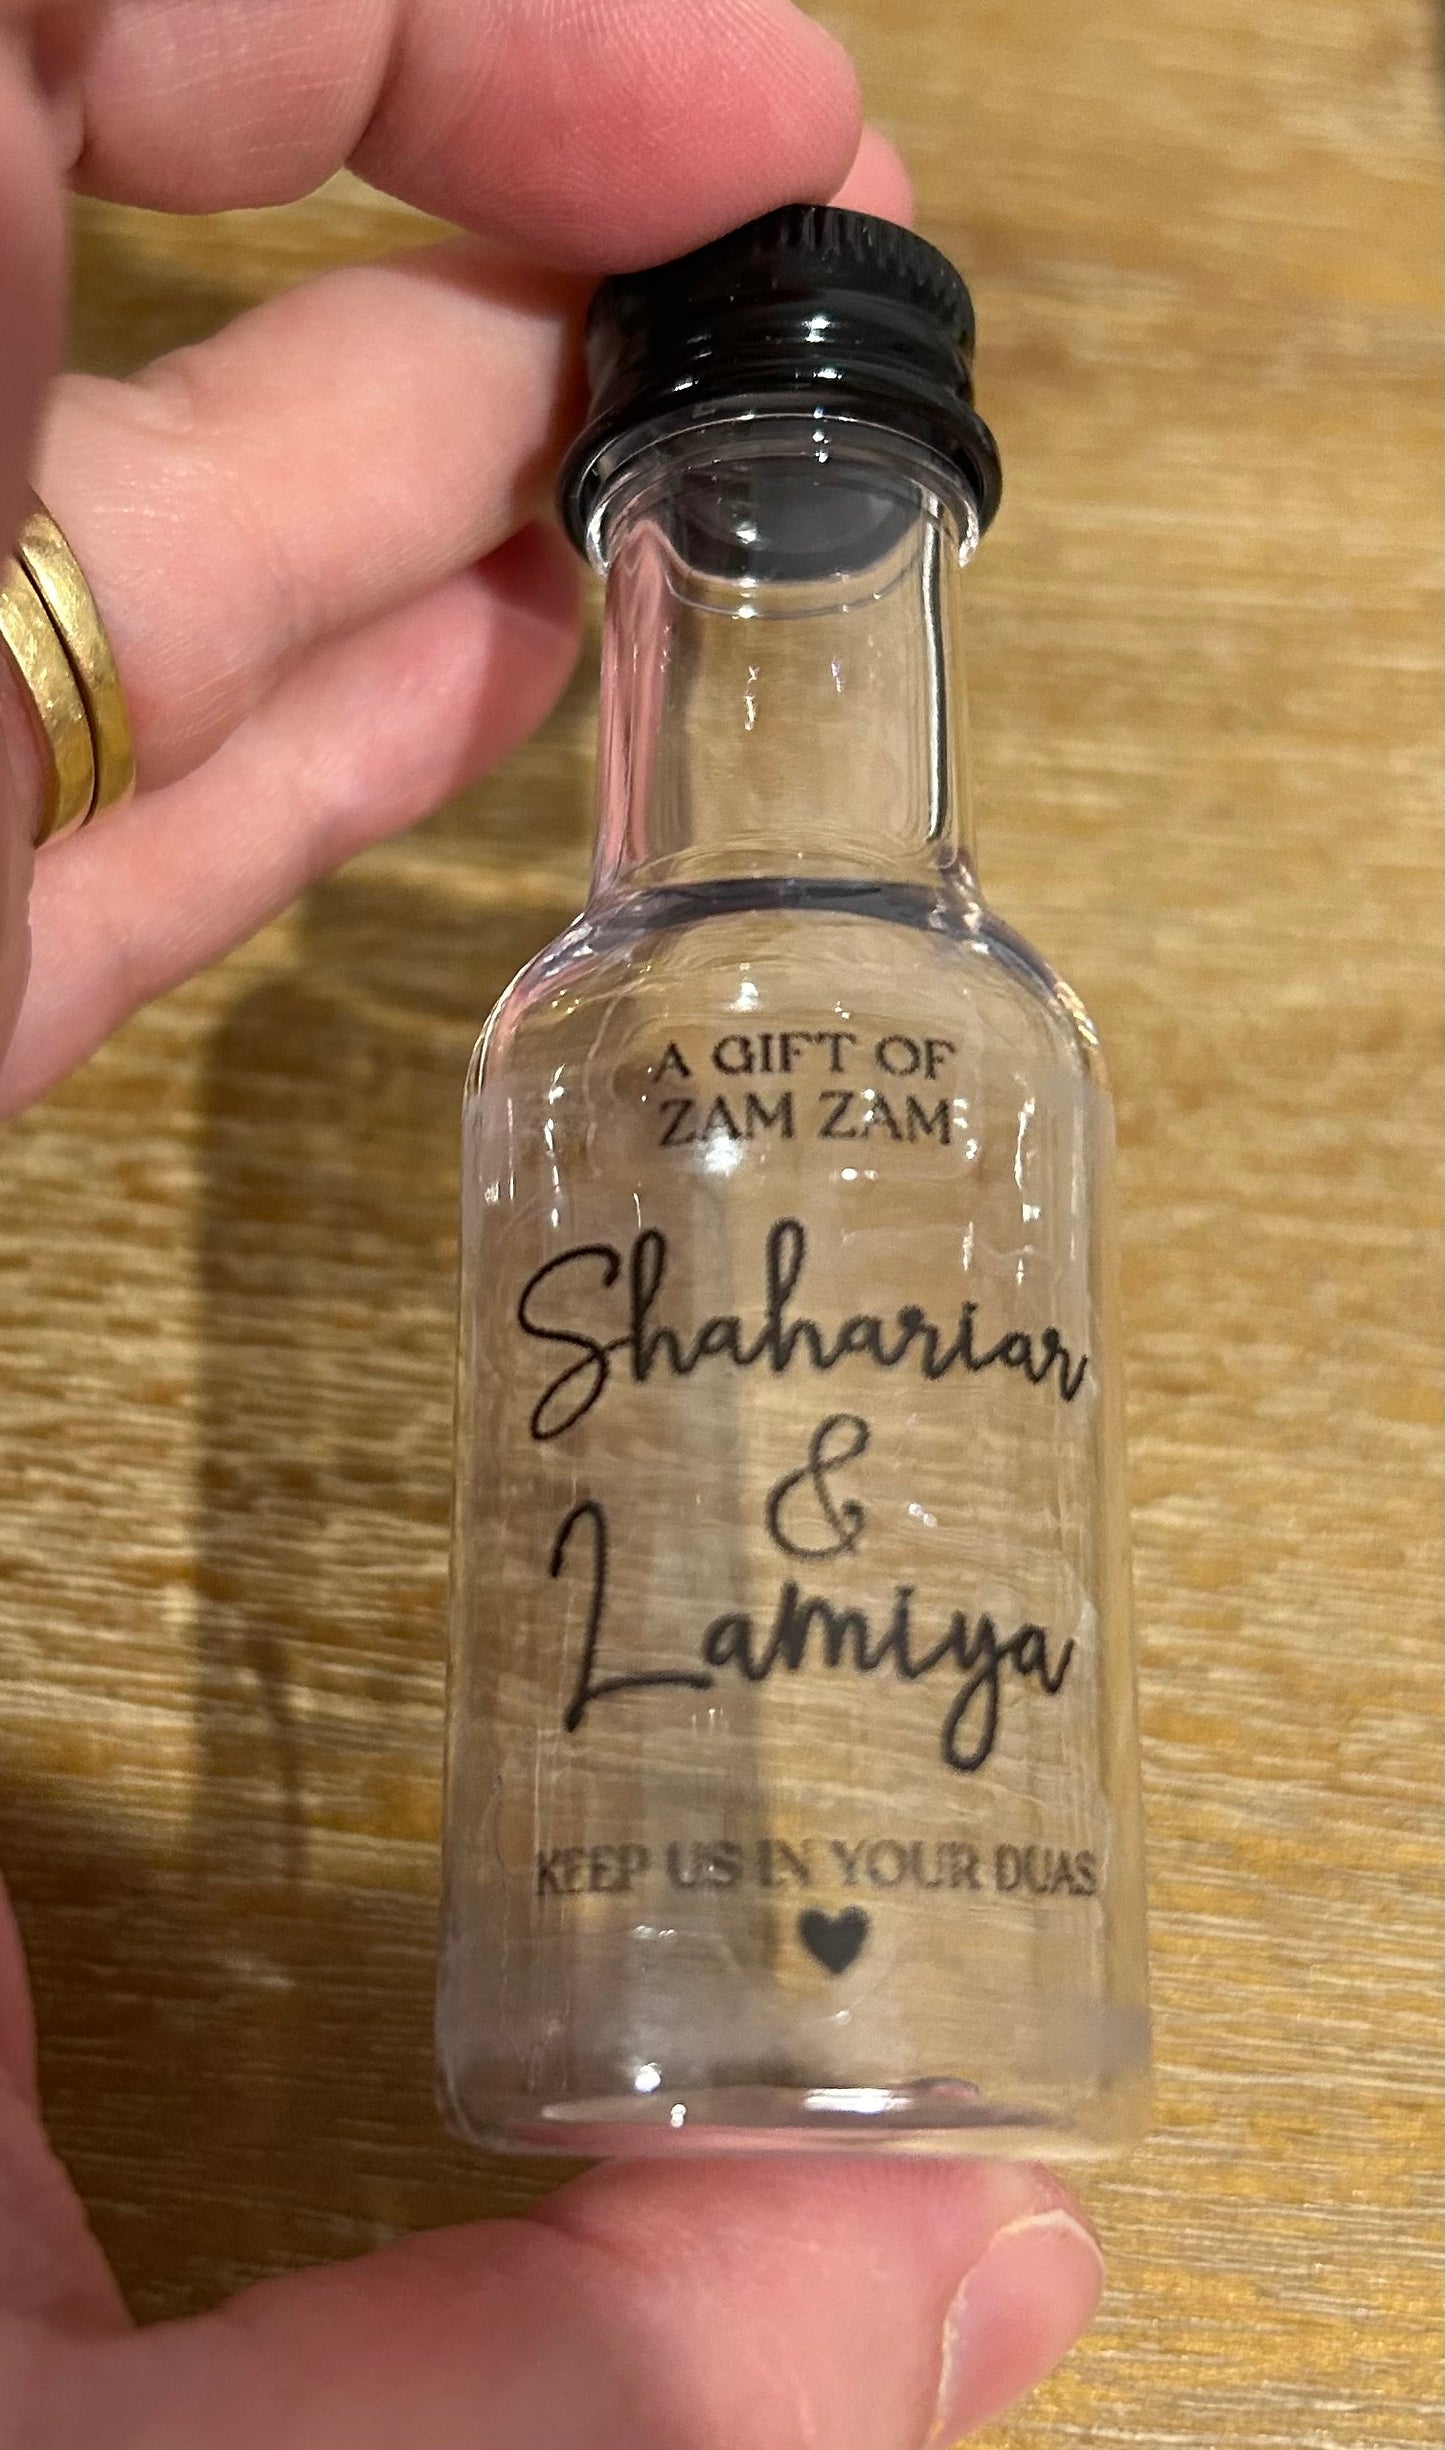 A GIFT OF
ZAM ZAM
Shahariar
&
Lamiya
KEEP US IN YOUR DUAS